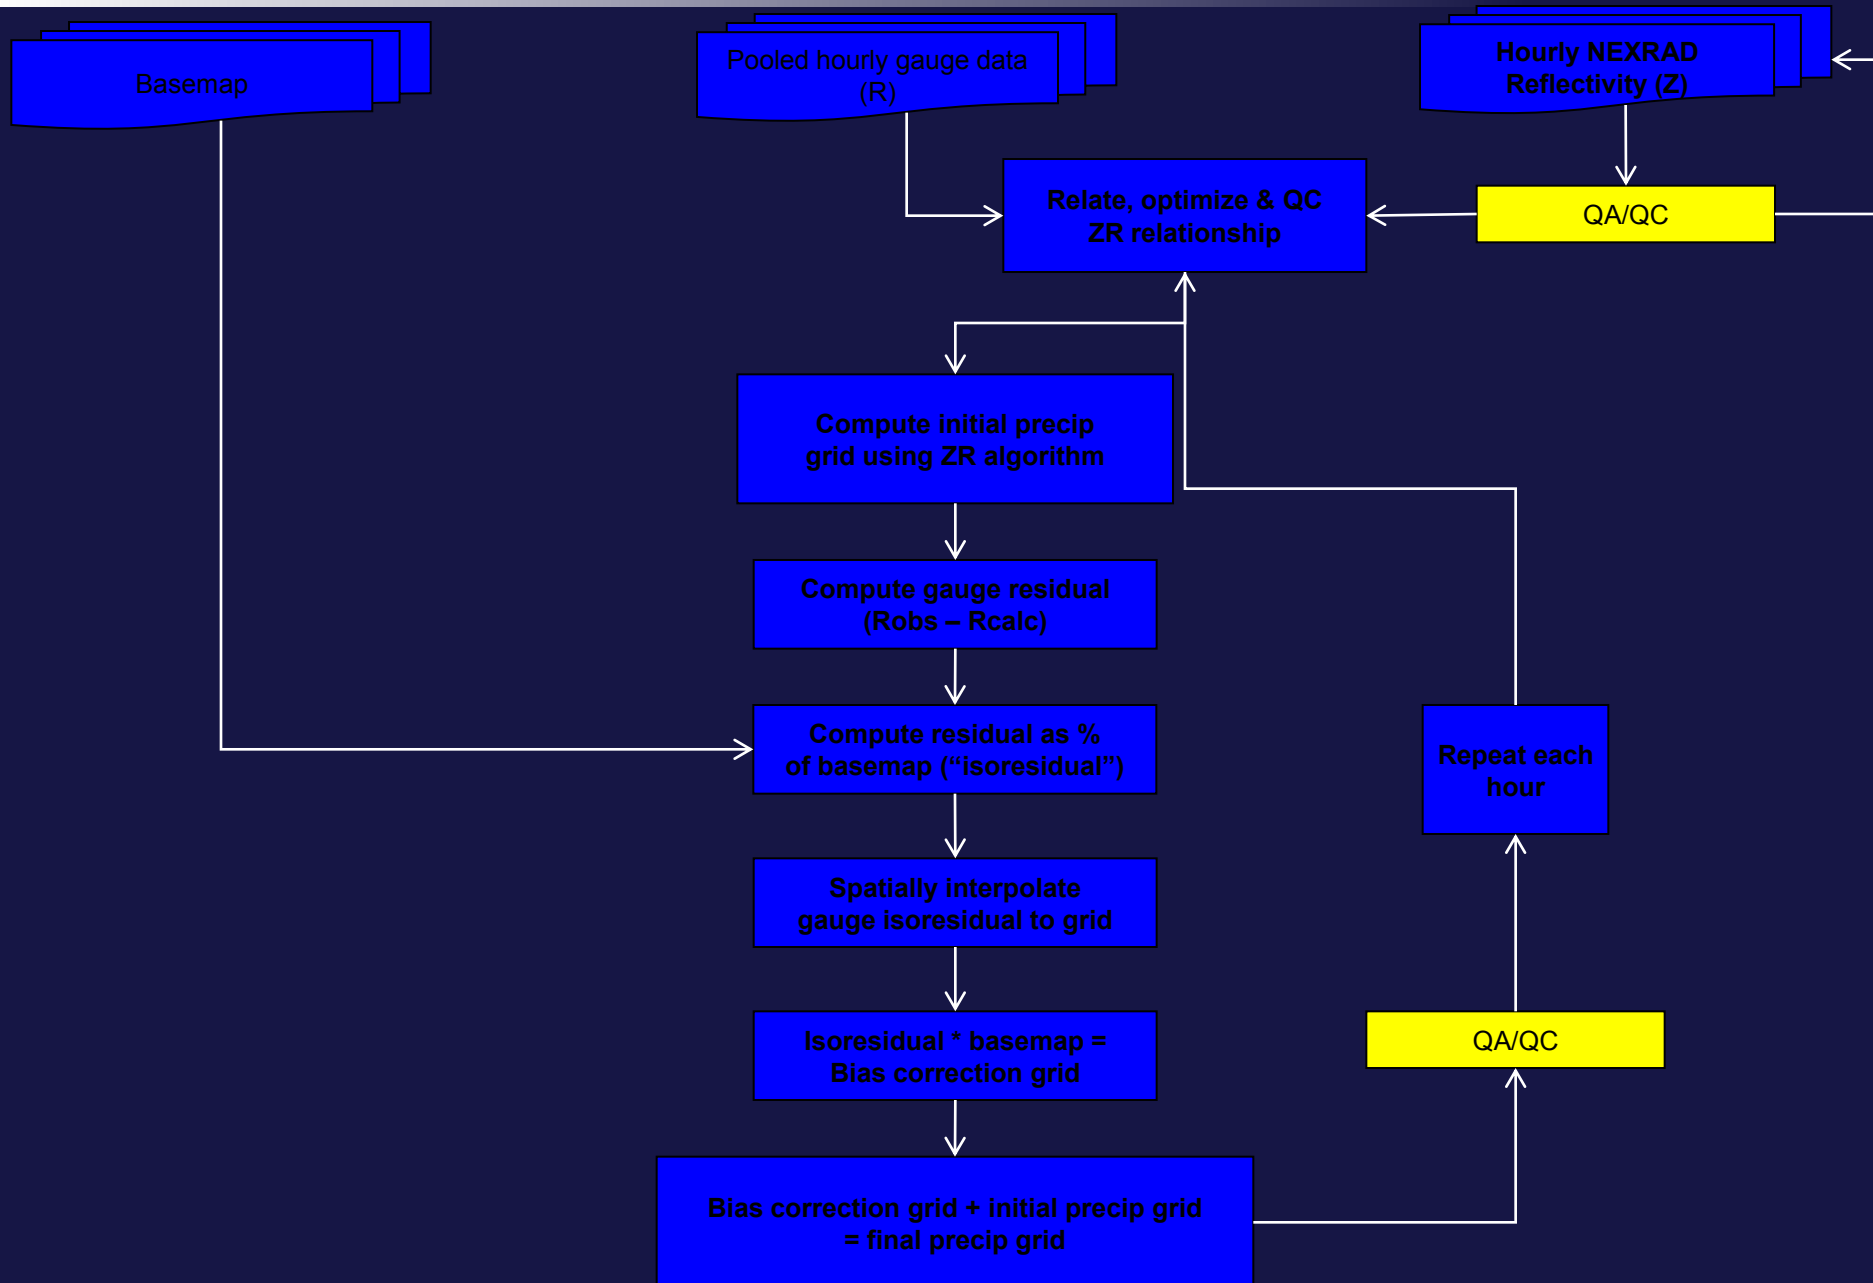 Basemap
Pooled hourly gauge data
(R)
Hourly NEXRAD
Reflectivity (Z)
Relate, optimize & QC
ZR relationship
QA/QC
Compute initial precip
grid using ZR algorithm
Compute gauge residual
(Robs – Rcalc)
Compute residual as %
of basemap (“isoresidual”)
Repeat each
hour
Spatially interpolate
gauge isoresidual to grid
Isoresidual * basemap =
Bias correction grid
QA/QC
Bias correction grid + initial precip grid
= final precip grid